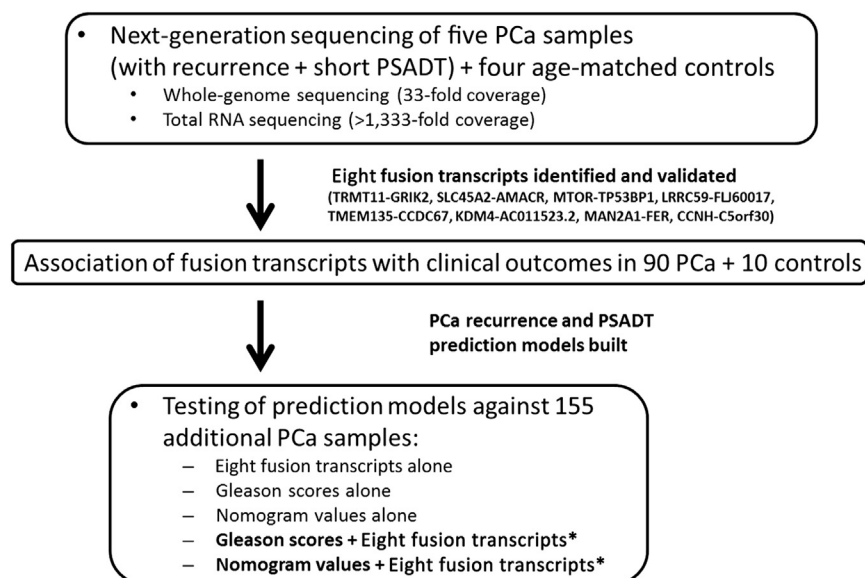 • Next-generation sequencing of five PCa samples
(with recurrence + short PSADT) + four age-matched controls
• Whole-genome sequencing (33-fold coverage)
• Total RNA sequencing (>1,333-fold coverage)
Eight fusion transcripts identified and validated
(TRMT11-GRIK2, SLC45A2-AMACR, MTOR-TP53BP1, LRRC59-FLJ60017,
TMEM135-CCDC67, KDM4-AC011523.2, MAN2A1-FER, CCNH-C5orf30)
Association of fusion transcripts with clinical outcomes in 90 PCa + 10 controls
PCa recurrence and PSADT
prediction models built
• Testing of prediction models against 155
additional PCa samples:
– Eight fusion transcripts alone
– Gleason scores alone
– Nomogram values alone
– Gleason scores + Eight fusion transcripts*
– Nomogram values + Eight fusion transcripts*